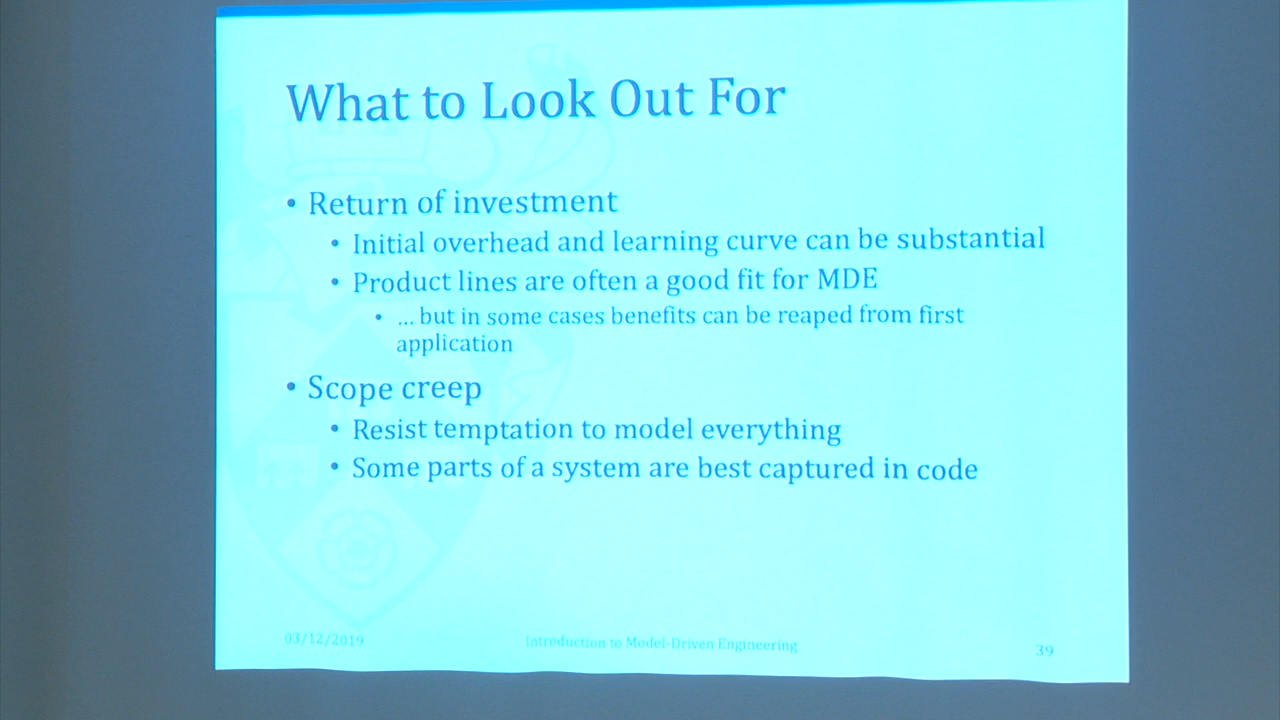 What to Look Out For
• Return of investment
• Initial overhead and learning curve can be substantial
• Product lines are often a good fit for MDE
• ... but in some cases benefits can be reaped from first
application
• Scope creep
• Resist temptation to model everything
• Some parts of a system are best captured in code
03/12/2019
Introduction to Model-Driven Engineering
39